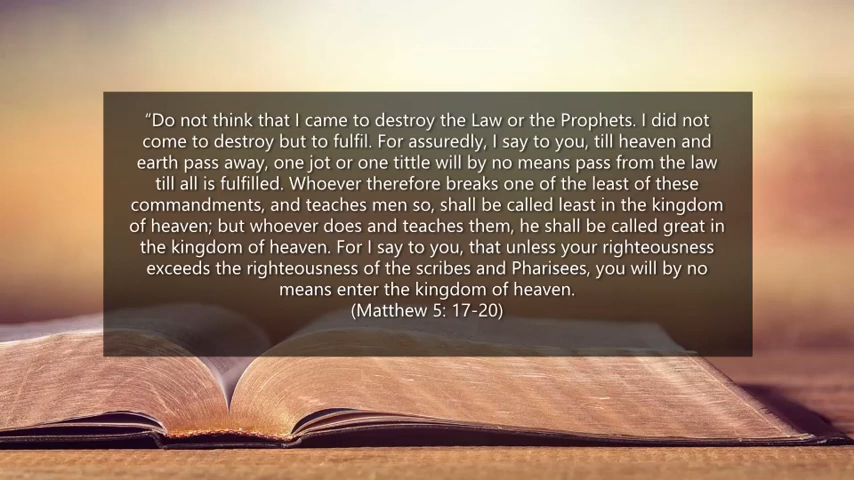 “Do not think that I came to destroy the Law or the Prophets. I did not
come to destroy but to fulfil. For assuredly, I say to you, till heaven and
earth pass away, one jot or one tittle will by no means pass from the law
till all is fulfilled. Whoever therefore breaks one of the least of these
commandments, and teaches men so, shall be called least in the kingdom
of heaven; but whoever does and teaches them, he shall be called great in
the kingdom of heaven. For I say to you, that unless your righteousness
exceeds the righteousness of the scribes and Pharisees, you will by no
means enter the kingdom of heaven.
(Matthew 5: 17-20)